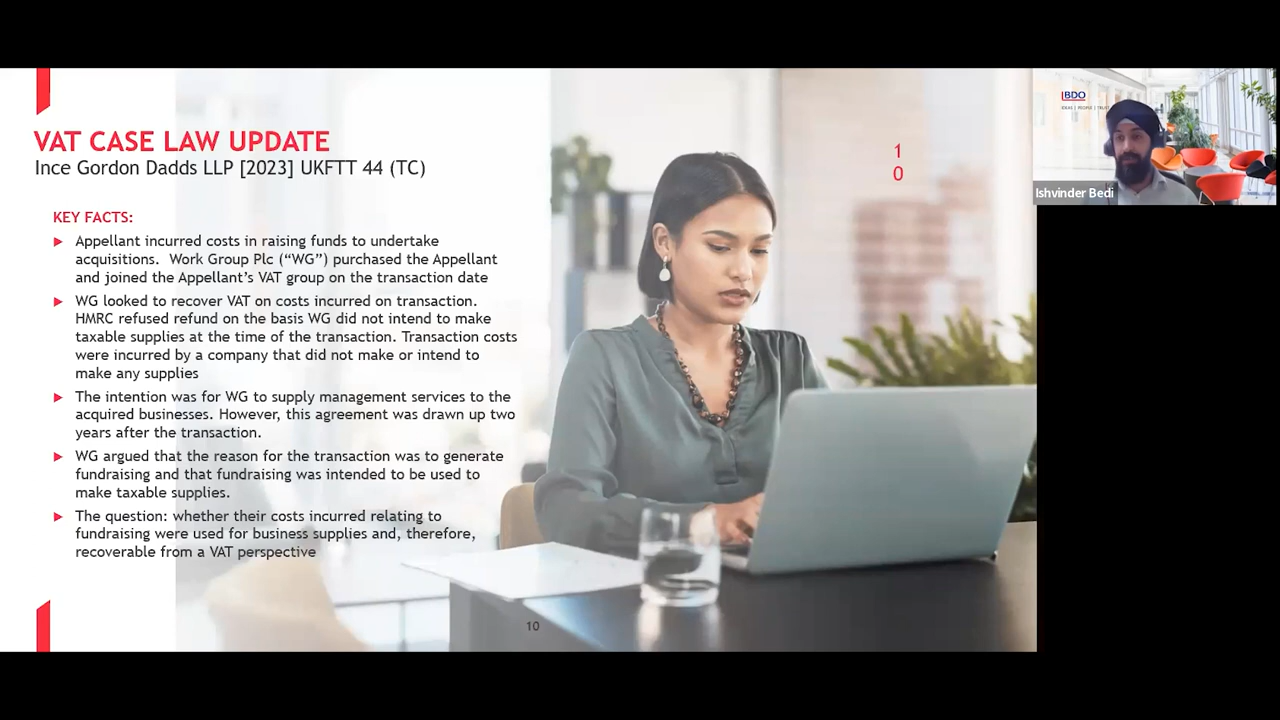 VAT CASE LAW UPDATE
Ince Gordon Dadds LLP [2023] UKFTT 44 (TC)
KEY FACTS:
Appellant incurred costs in raising funds to undertake
acquisitions. Work Group Plc (“WG”) purchased the Appellant
and joined the Appellant’s VAT group on the transaction date
WG looked to recover VAT on costs incurred on transaction.
HMRC refused refund on the basis WG did not intend to make
taxable supplies at the time of the transaction. Transaction costs
were incurred by a company that did not make or intend to
make any supplies
The intention was for WG to supply management services to the
acquired businesses. However, this agreement was drawn up two
years after the transaction.
WG argued that the reason for the transaction was to generate
fundraising and that fundraising was intended to be used to
make taxable supplies.
The question: whether their costs incurred relating to
fundraising were used for business supplies and, therefore,
recoverable from a VAT perspective
10
1
0
BDO
IDEAS | PEOPLE | TRUST
Ishvinder Bedi